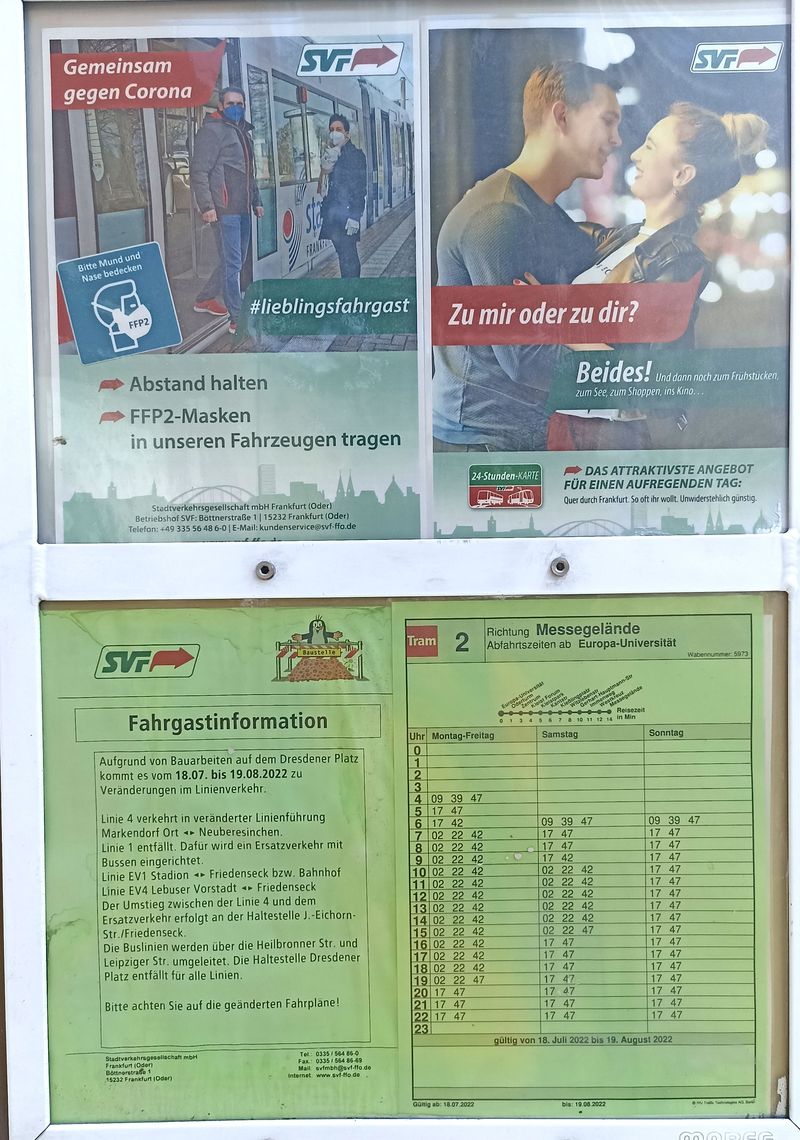 Gemeinsam
gegen Corona
SVF
Bitte Mund und
Nase bedecken
FFP2
#lieblingsfahrgast
Abstand halten
FFP2-Masken
in unseren Fahrzeugen tragen
Stadtverkehrsgesellschaft mbH Frankfurt (Oder)
Betriebshof SVF: Böttnerstraße 1 | 15232 Frankfurt (Oder)
Telefon: +49 335 56 48 6-0 | E-Mail: kundenservice@svf-ffo.de
SVF
Zu mir oder zu dir?
Beides! Und dann noch zum Frühstücken,
zum See, zum Shoppen, ins Kino…
24-Stunden-KARTE
DAS ATTRAKTIVSTE ANGEBOT
FÜR EINEN AUFREGENDEN TAG:
Quer durch Frankfurt. So oft ihr wollt. Unwiderstehlich günstig.
SVF
Baustelle
Fahrgastinformation
Aufgrund von Bauarbeiten auf dem Dresdener Platz
kommt es vom 18.07. bis 19.08.2022 zu
Veränderungen im Linienverkehr.
Linie 4 verkehrt in veränderter Linienführung
Markendorf Ort ◄► Neuberesinchen.
Linie 1 entfällt. Dafür wird ein Ersatzverkehr mit
Bussen eingerichtet.
Linie EV1 Stadion ◄► Friedenseck bzw. Bahnhof
Linie EV4 Lebuser Vorstadt ◄► Friedenseck
Der Umstieg zwischen der Linie 4 und dem
Ersatzverkehr erfolgt an der Haltestelle J.-Eichorn-
Str./Friedenseck.
Die Buslinien werden über die Heilbronner Str. und
Leipziger Str. umgeleitet. Die Haltestelle Dresdener
Platz entfällt für alle Linien.
Bitte achten Sie auf die geänderten Fahrpläne!
Stadtverkehrsgesellschaft mbH
Frankfurt (Oder)
Böttnerstraße 1
15232 Frankfurt (Oder)
Tel.: 0335 / 564 86-0
Fax.: 0335 / 564 86-69
Mail: svfmbh@svf-ffo.de
Internet: www.svf-ffo.de
Tram 2 Richtung Messegelände
Abfahrtszeiten ab Europa-Universität
Wabennummer: 5973
Europa-Universität
Zentrum
Messegelände
0 1 3 4 5 6 7 8 10 11 12 14
Reisezeit
in Min
Uhr Montag-Freitag Samstag Sonntag
0
1
2
3
4 09 39 47
5 17 47
6 17 42 09 39 47 09 39 47
7 02 22 42 17 47 17 47
8 02 22 42 17 47 17 47
9 02 22 42 17 42 17 47
10 02 22 42 02 22 42 17 47
11 02 22 42 02 22 42 17 47
12 02 22 42 02 22 42 17 47
13 02 22 42 02 22 42 17 47
14 02 22 42 02 22 42 17 47
15 02 22 42 02 22 47 17 47
16 02 22 42 17 47 17 47
17 02 22 42 17 47 17 47
18 02 22 42 17 47 17 47
19 02 22 47 17 47 17 47
20 17 47 17 47 17 47
21 17 47 17 47 17 47
22 17 47 17 47 17 47
23
gültig von 18. Juli 2022 bis 19. August 2022
Gültig ab: 18.07.2022
bis: 19.08.2022